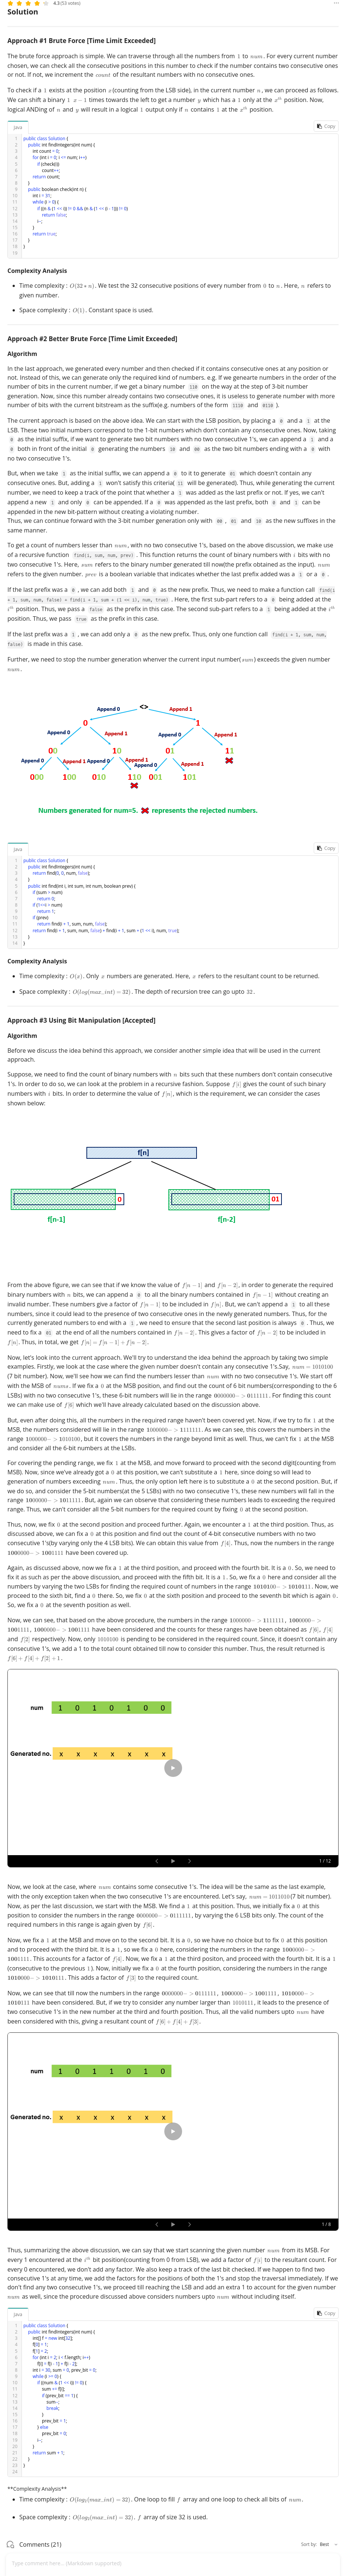 4.3 (53 votes)
Solution
Approach #1 Brute Force [Time Limit Exceeded]
The brute force approach is simple. We can traverse through all the numbers from 1 to num. For every current number
chosen, we can check all the consecutive positions in this number to check if the number contains two consecutive ones
or not. If not, we increment the count of the resultant numbers with no consecutive ones.
To check if a 1 exists at the position x (counting from the LSB side), in the current number n, we can proceed as follows.
We can shift a binary 1 x − 1 times towards the left to get a number y which has a 1 only at the xth position. Now,
logical ANDing of n and y will result in a logical 1 output only if n contains 1 at the xth position.
Java
Copy
1 public class Solution {
2 public int findIntegers(int num) {
3 int count = 0;
4 for (int i = 0; i <= num; i++)
5 if (check(i))
6 count++;
7 return count;
8 }
9 public boolean check(int n) {
10 int i = 31;
11 while (i > 0) {
12 if ((n & (1 << i)) != 0 && (n & (1 << (i - 1))) != 0)
13 return false;
14 i--;
15 }
16 return true;
17 }
18 }
19
Complexity Analysis
• Time complexity : O(32 ∗ n). We test the 32 consecutive positions of every number from 0 to n. Here, n refers to
given number.
• Space complexity : O(1). Constant space is used.
Approach #2 Better Brute Force [Time Limit Exceeded]
Algorithm
In the last approach, we generated every number and then checked if it contains consecutive ones at any position or
not. Instead of this, we can generate only the required kind of numbers. e.g. If we genearte numbers in the order of the
number of bits in the current number, if we get a binary number 110 on the way at the step of 3-bit number
generation. Now, since this number already contains two consecutive ones, it is useless to generate number with more
number of bits with the current bitstream as the suffix(e.g. numbers of the form 1110 and 0110 ).
The current approach is based on the above idea. We can start with the LSB position, by placing a 0 and a 1 at the
LSB. These two initial numbers correspond to the 1-bit numbers which don't contain any consecutive ones. Now, taking
0 as the initial suffix, if we want to generate two bit numbers with no two consecutive 1's, we can append a 1 and a
0 both in front of the initial 0 generating the numbers 10 and 00 as the two bit numbers ending with a 0 with
no two consecutive 1's.
But, when we take 1 as the initial suffix, we can append a 0 to it to generate 01 which doesn't contain any
consecutive ones. But, adding a 1 won't satisfy this criteria( 11 will be generated). Thus, while generating the current
number, we need to keep a track of the point that whether a 1 was added as the last prefix or not. If yes, we can't
append a new 1 and only 0 can be appended. If a 0 was appended as the last prefix, both 0 and 1 can be
appended in the new bit-pattern without creating a violating number.
Thus, we can continue forward with the 3-bit number generation only with 00 , 01 and 10 as the new suffixes in the
same manner.
To get a count of numbers lesser than num, with no two consecutive 1's, based on the above discussion, we make use
of a recursive function find(i, sum, num, prev) . This function returns the count of binary numbers with i bits with no
two consecutive 1's. Here, sum refers to the binary number generated till now(the prefix obtained as the input). num
refers to the given number. prev is a boolean variable that indicates whether the last prefix added was a 1 or a 0 .
If the last prefix was a 0 , we can add both 1 and 0 as the new prefix. Thus, we need to make a function call find(i
+ 1, sum, num, false) + find(i + 1, sum + (1 << i), num, true) . Here, the first sub-part refers to a 0 being added at the
ith position. Thus, we pass a false as the prefix in this case. The second sub-part refers to a 1 being added at the ith
position. Thus, we pass true as the prefix in this case.
If the last prefix was a 1 , we can add only a 0 as the new prefix. Thus, only one function call find(i + 1, sum, num,
false) is made in this case.
Further, we need to stop the number generation whenver the current input number(sum) exceeds the given number
num.
<>
Append 0 Append 1
0 1
Append 0 Append 1 Append 0 Append 1
00 10 01 11
Append 0 Append 1 Append 0 Append 1 Append 0 Append 1
000 100 010 110 001 101
Numbers generated for num=5. represents the rejected numbers.
Java
Copy
1 public class Solution {
2 public int findIntegers(int num) {
3 return find(0, 0, num, false);
4 }
5 public int find(int i, int sum, int num, boolean prev) {
6 if (sum > num)
7 return 0;
8 if (1<<i > num)
9 return 1;
10 if (prev)
11 return find(i + 1, sum, num, false);
12 return find(i + 1, sum, num, false) + find(i + 1, sum + (1 << i), num, true);
13 }
14 }
Complexity Analysis
• Time complexity : O(x). Only x numbers are generated. Here, x refers to the resultant count to be returned.
• Space complexity : O(log(max_int) = 32). The depth of recursion tree can go upto 32.
Approach #3 Using Bit Manipulation [Accepted]
Algorithm
Before we discuss the idea behind this approach, we consider another simple idea that will be used in the current
approach.
Suppose, we need to find the count of binary numbers with n bits such that these numbers don't contain consecutive
1's. In order to do so, we can look at the problem in a recursive fashion. Suppose f[i] gives the count of such binary
numbers with i bits. In order to determine the value of f[n], which is the requirement, we can consider the cases
shown below:
f[n]
0 01
f[n-1] f[n-2]
From the above figure, we can see that if we know the value of f[n − 1] and f[n − 2], in order to generate the required
binary numbers with n bits, we can append a 0 to all the binary numbers contained in f[n − 1] without creating an
invalid number. These numbers give a factor of f[n − 1] to be included in f[n]. But, we can't append a 1 to all these
numbers, since it could lead to the presence of two consecutive ones in the newly generated numbers. Thus, for the
currently generated numbers to end with a 1 , we need to ensure that the second last position is always 0 . Thus, we
need to fix a 01 at the end of all the numbers contained in f[n − 2]. This gives a factor of f[n − 2] to be included in
f[n]. Thus, in total, we get f[n] = f[n − 1] + f[n − 2].
Now, let's look into the current approach. We'll try to understand the idea behind the approach by taking two simple
examples. Firstly, we look at the case where the given number doesn't contain any consecutive 1's.Say, num = 1010100
(7 bit number). Now, we'll see how we can find the numbers lesser than num with no two consecutive 1's. We start off
with the MSB of nums. If we fix a 0 at the MSB position, and find out the count of 6 bit numbers(corresponding to the 6
LSBs) with no two consecutive 1's, these 6-bit numbers will lie in the range 0000000− > 0111111. For finding this count
we can make use of f[6] which we'll have already calculated based on the discussion above.
But, even after doing this, all the numbers in the required range haven't been covered yet. Now, if we try to fix 1 at the
MSB, the numbers considered will lie in the range 1000000− > 1111111. As we can see, this covers the numbers in the
range 1000000− > 1010100, but it covers the numbers in the range beyond limit as well. Thus, we can't fix 1 at the MSB
and consider all the 6-bit numbers at the LSBs.
For covering the pending range, we fix 1 at the MSB, and move forward to proceed with the second digit(counting from
MSB). Now, since we've already got a 0 at this position, we can't substitute a 1 here, since doing so will lead to
generation of numbers exceeding num. Thus, the only option left here is to substitute a 0 at the second position. But, if
we do so, and consider the 5-bit numbers(at the 5 LSBs) with no two consecutive 1's, these new numbers will fall in the
range 1000000− > 1011111. But, again we can observe that considering these numbers leads to exceeding the required
range. Thus, we can't consider all the 5-bit numbers for the required count by fixing 0 at the second position.
Thus, now, we fix 0 at the second position and proceed further. Again, we encounter a 1 at the third position. Thus, as
discussed above, we can fix a 0 at this position and find out the count of 4-bit consecutive numbers with no two
consecutive 1's(by varying only the 4 LSB bits). We can obtain this value from f[4]. Thus, now the numbers in the range
1000000− > 1001111 have been covered up.
Again, as discussed above, now we fix a 1 at the third position, and proceed with the fourth bit. It is a 0. So, we need to
fix it as such as per the above discussion, and proceed with the fifth bit. It is a 1. So, we fix a 0 here and consider all the
numbers by varying the two LSBs for finding the required count of numbers in the range 1010100− > 1010111. Now, we
proceed to the sixth bit, find a 0 there. So, we fix 0 at the sixth position and proceed to the seventh bit which is again 0.
So, we fix a 0 at the seventh position as well.
Now, we can see, that based on the above procedure, the numbers in the range 1000000− > 1111111, 1000000− >
1001111, 1000000− > 1001111 have been considered and the counts for these ranges have been obtained as f[6], f[4]
and f[2] respectively. Now, only 1010100 is pending to be considered in the required count. Since, it doesn't contain any
consecutive 1's, we add a 1 to the total count obtained till now to consider this number. Thus, the result returned is
f[6] + f[4] + f[2] + 1.
num 1 0 1 0 1 0 0
Generated no. x x x x x x x
1 / 12
Now, we look at the case, where num contains some consecutive 1's. The idea will be the same as the last example,
with the only exception taken when the two consecutive 1's are encountered. Let's say, num = 1011010(7 bit number).
Now, as per the last discussion, we start with the MSB. We find a 1 at this position. Thus, we initially fix a 0 at this
position to consider the numbers in the range 0000000− > 0111111, by varying the 6 LSB bits only. The count of the
required numbers in this range is again given by f[6].
Now, we fix a 1 at the MSB and move on to the second bit. It is a 0, so we have no choice but to fix 0 at this position
and to proceed with the third bit. It is a 1, so we fix a 0 here, considering the numbers in the range 1000000− >
1001111. This accounts for a factor of f[4]. Now, we fix a 1 at the third positon, and proceed with the fourth bit. It is a 1
(consecutive to the previous 1). Now, initially we fix a 0 at the fourth position, considering the numbers in the range
1010000− > 1010111. This adds a factor of f[3] to the required count.
Now, we can see that till now the numbers in the range 0000000− > 0111111, 1000000− > 1001111, 1010000− >
1010111 have been considered. But, if we try to consider any number larger than 1010111, it leads to the presence of
two consecutive 1's in the new number at the third and fourth position. Thus, all the valid numbers upto num have
been considered with this, giving a resultant count of f[6] + f[4] + f[3].
num 1 0 1 1 0 1 0
Generated no. x x x x x x x
1 / 8
Thus, summarizing the above discussion, we can say that we start scanning the given number num from its MSB. For
every 1 encountered at the ith bit position(counting from 0 from LSB), we add a factor of f[i] to the resultant count. For
every 0 encountered, we don't add any factor. We also keep a track of the last bit checked. If we happen to find two
consecutive 1's at any time, we add the factors for the positions of both the 1's and stop the traversal immediately. If we
don't find any two consecutive 1's, we proceed till reaching the LSB and add an extra 1 to account for the given number
num as well, since the procedure discussed above considers numbers upto num without including itself.
Java
Copy
1 public class Solution {
2 public int findIntegers(int num) {
3 int[] f = new int[32];
4 f[0] = 1;
5 f[1] = 2;
6 for (int i = 2; i < f.length; i++)
7 f[i] = f[i - 1] + f[i - 2];
8 int i = 30, sum = 0, prev_bit = 0;
9 while (i >= 0) {
10 if ((num & (1 << i)) != 0) {
11 sum += f[i];
12 if (prev_bit == 1) {
13 sum--;
14 break;
15 }
16 prev_bit = 1;
17 } else
18 prev_bit = 0;
19 i--;
20 }
21 return sum + 1;
22 }
23 }
24
**Complexity Analysis**
• Time complexity : O(log2(max_int) = 32). One loop to fill f array and one loop to check all bits of num.
• Space complexity : O(log2(max_int) = 32). f array of size 32 is used.
Comments (21)
Sort by: Best
Type comment here... (Markdown supported)